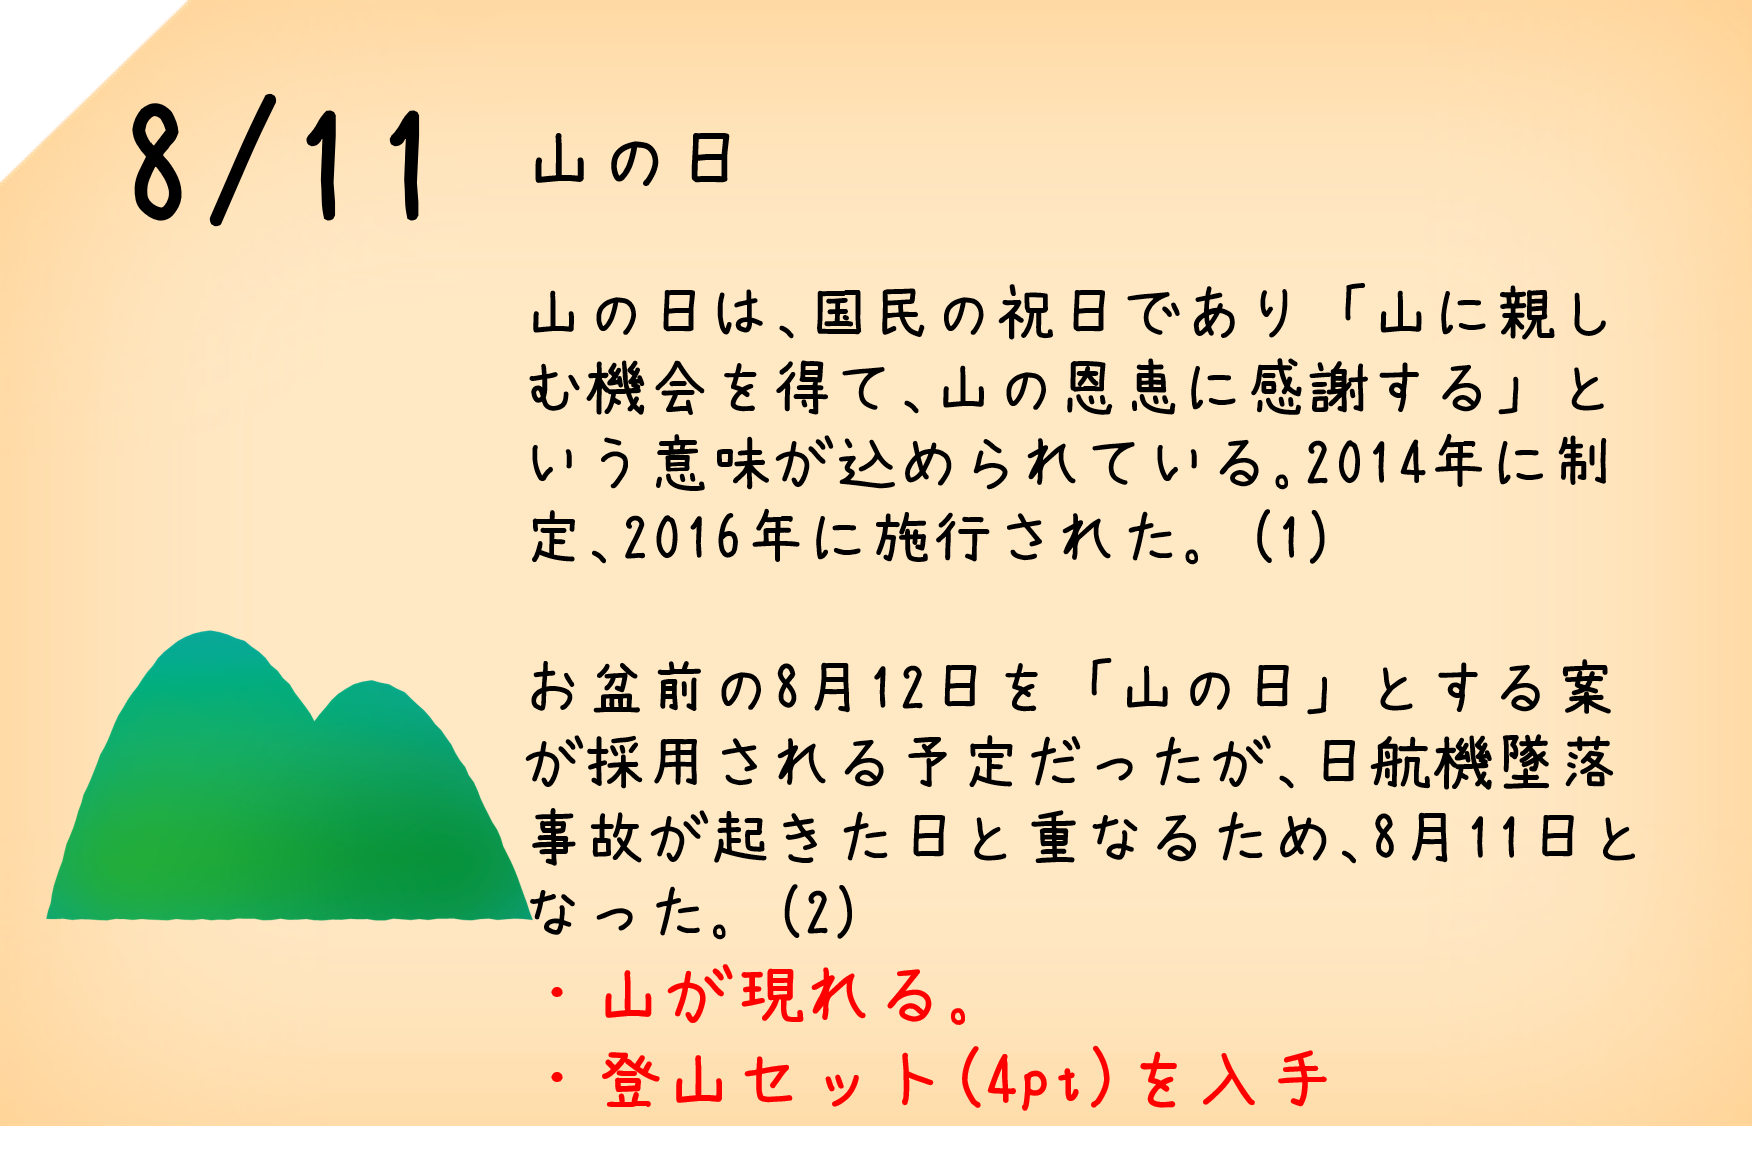 8/11 山の日
山の日は、国民の祝日であり「山に親し
む機会を得て、山の恩恵に感謝する」と
いう意味が込められている。2014年に制
定、2016年に施行された。(1)
お盆前の8月12日を「山の日」とする案
が採用される予定だったが、日航機墜落
事故が起きた日と重なるため、8月11日と
なった。(2)
・山が現れる。
・登山セット(4pt)を入手